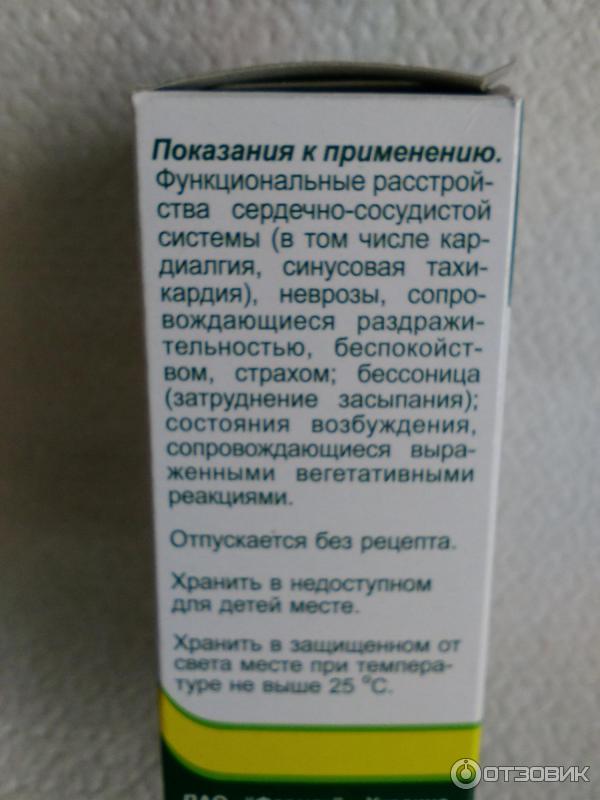 Показания к применению.
Функциональные расстрой-
ства сердечно-сосудистой
системы (в том числе кар-
диалгия, синусовая тахи-
кардия), неврозы, сопро-
вождающиеся раздражи-
тельностью, беспокойст-
вом, страхом; бессоница
(затруднение засыпания);
состояния возбуждения,
сопровождающиеся выра-
женными вегетативными
реакциями.
Отпускается без рецепта.
Хранить в недоступном
для детей месте.
Хранить в защищенном от
света месте при темпера-
туре не выше 25 °С.
ОТЗОВИК